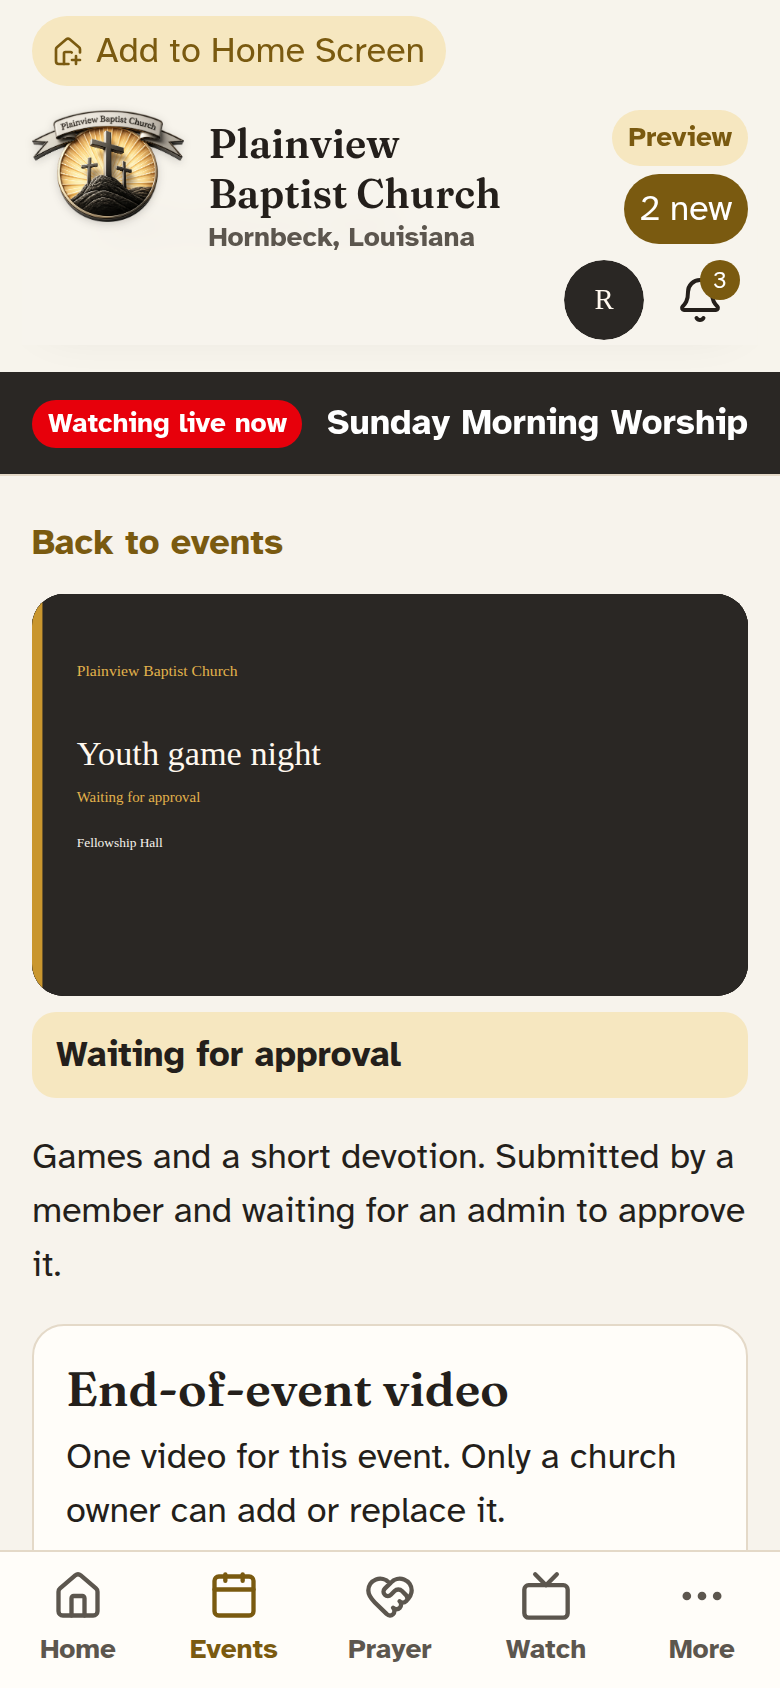 Add to Home Screen
Plainview Baptist Church
Plainview
Baptist Church
Hornbeck, Louisiana
Preview
2 new
R
3
Watching live now
Sunday Morning Worship
Back to events
Plainview Baptist Church
Youth game night
Waiting for approval
Fellowship Hall
Waiting for approval
Games and a short devotion. Submitted by a
member and waiting for an admin to approve
it.
End-of-event video
One video for this event. Only a church
owner can add or replace it.
Home
Events
Prayer
Watch
More